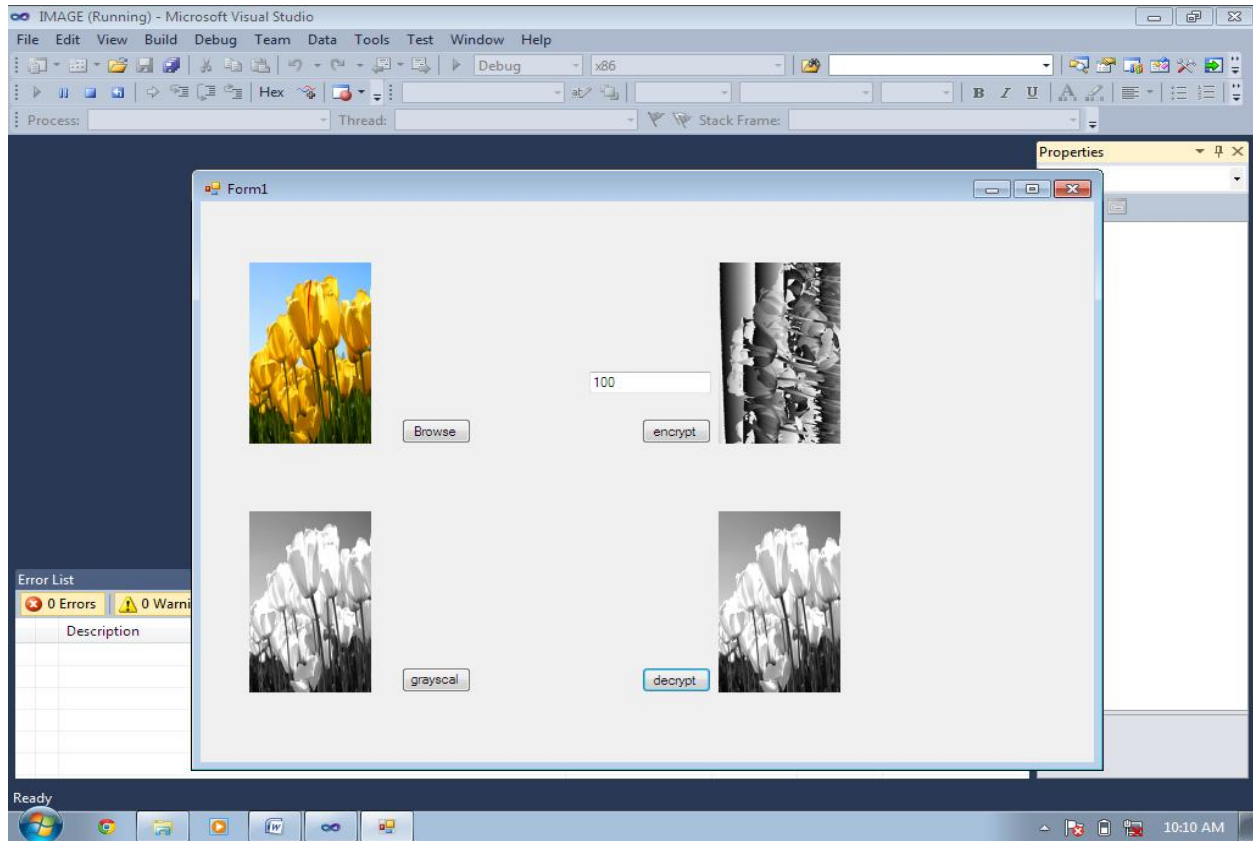 IMAGE (Running) - Microsoft Visual Studio
File Edit View Build Debug Team Data Tools Test Window Help
Debug x86
Hex B I U A
Process: Thread: Stack Frame:
Properties
Form1
100
Browse encrypt
grayscal decrypt
Error List
0 Errors 0 Warni
Description
Ready
W 10:10 AM